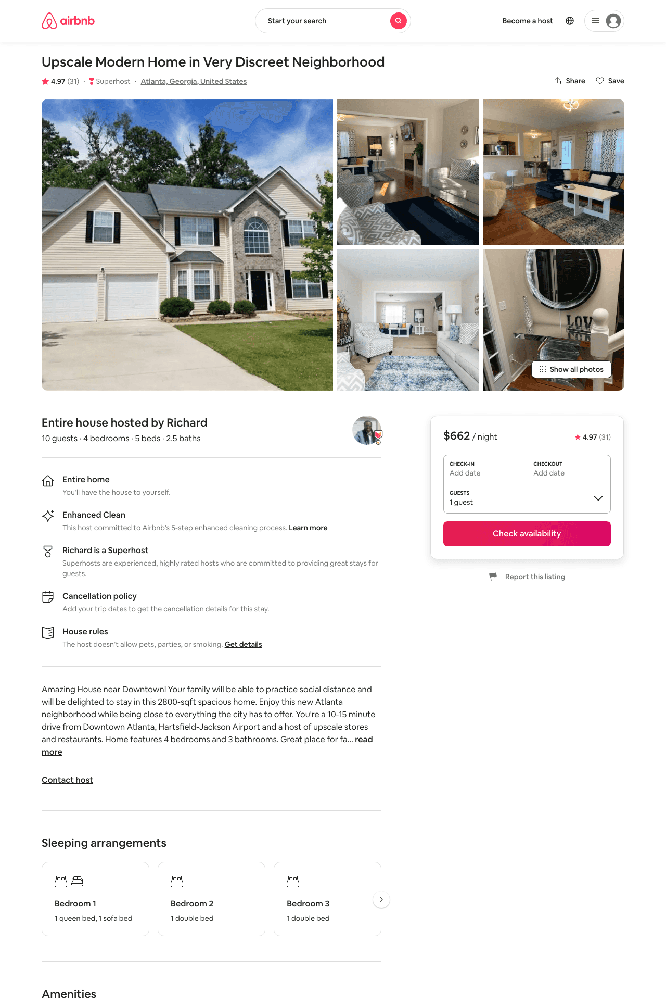 airbnb
Start your search
Become a host
Upscale Modern Home in Very Discreet Neighborhood
4.97 (31) · Superhost · Atlanta, Georgia, United States
Share
Save
LOV
Show all photos
Entire house hosted by Richard
10 guests · 4 bedrooms · 5 beds · 2.5 baths
$662 / night
4.97 (31)
CHECK-IN
Add date
CHECKOUT
Add date
GUESTS
1 guest
Check availability
Report this listing
Entire home
You’ll have the house to yourself.
Enhanced Clean
This host committed to Airbnb's 5-step enhanced cleaning process. Learn more
Richard is a Superhost
Superhosts are experienced, highly rated hosts who are committed to providing great stays for
guests.
Cancellation policy
Add your trip dates to get the cancellation details for this stay.
House rules
The host doesn’t allow pets, parties, or smoking. Get details
Amazing House near Downtown! Your family will be able to practice social distance and
will be delighted to stay in this 2800-sqft spacious home. Enjoy this new Atlanta
neighborhood while being close to everything the city has to offer. You're a 10-15 minute
drive from Downtown Atlanta, Hartsfield-Jackson Airport and a host of upscale stores
and restaurants. Home features 4 bedrooms and 3 bathrooms. Great place for fa... read
more
Contact host
Sleeping arrangements
Bedroom 1
1 queen bed, 1 sofa bed
Bedroom 2
1 double bed
Bedroom 3
1 double bed
Amenities